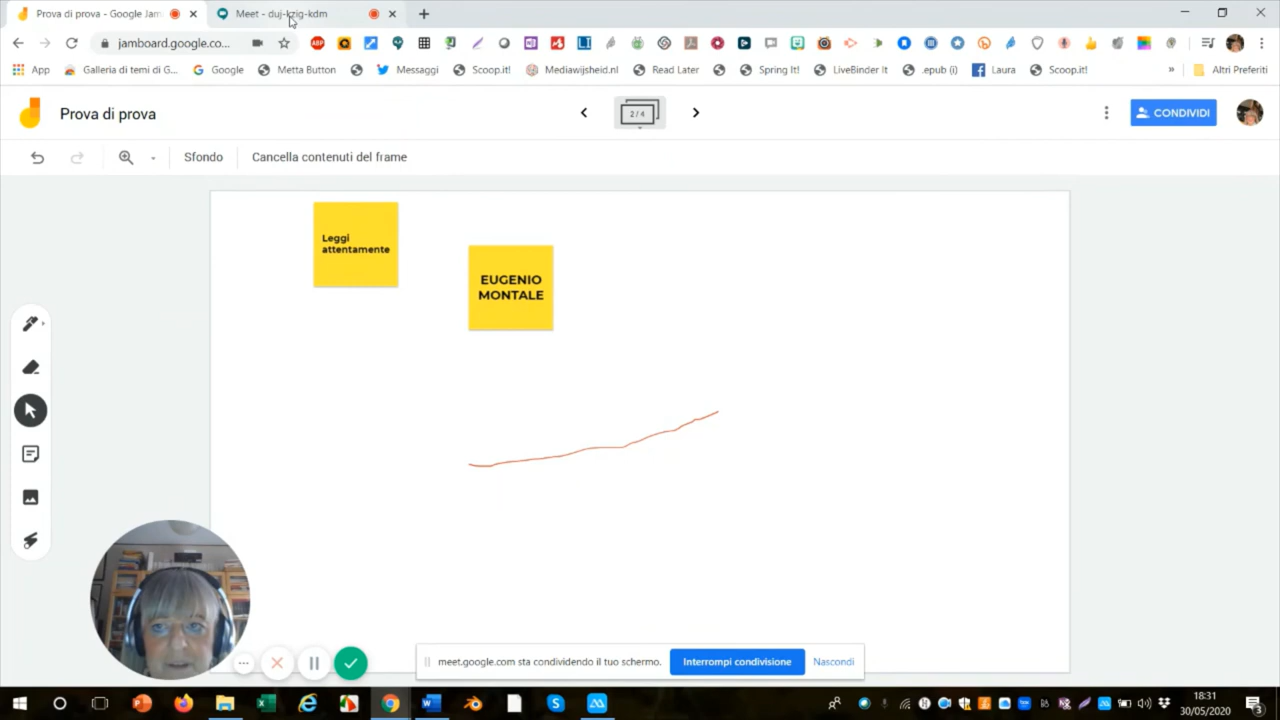 Prova di prova - Google Jam
Meet - duj-kzig-kdm
jamboard.google.co...
App
Galleria di temi di G...
Google
Metta Button
Messaggi
Scoop.it!
Mediawijsheid.nl
Read Later
Spring It!
LiveBinder It
.epub (i)
Laura
Scoop.it!
»
Altri Preferiti
Prova di prova
2 / 4
CONDIVIDI
Sfondo
Cancella contenuti del frame
Leggi
attentamente
EUGENIO
MONTALE
meet.google.com sta condividendo il tuo schermo.
Interrompi condivisione
Nascondi
18:31
30/05/2020
3